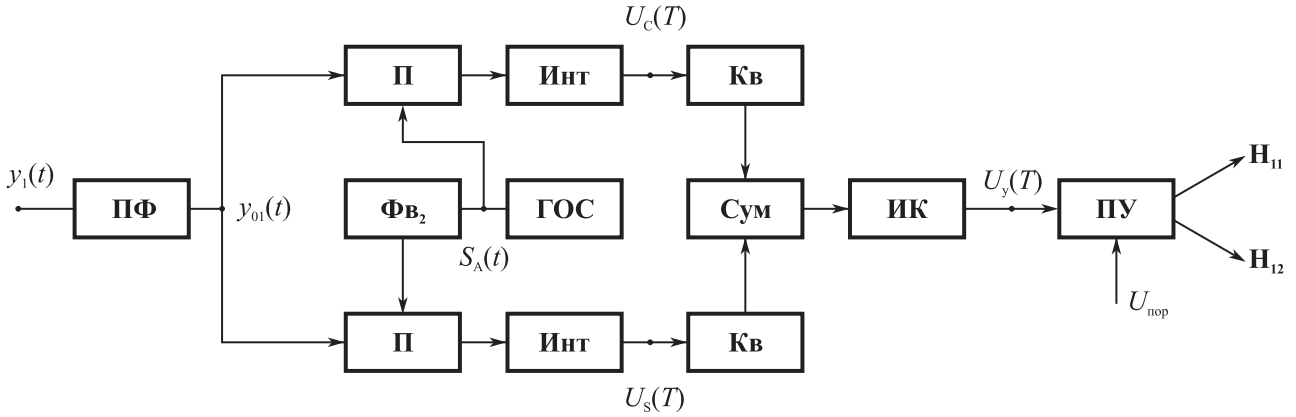 U_C(T)
П
Инт
Кв
y_1(t)
ПФ
y_01(t)
Фв_2
ГОС
S_A(t)
Сум
ИК
U_у(T)
ПУ
H_11
H_12
U_пор
П
Инт
Кв
U_S(T)